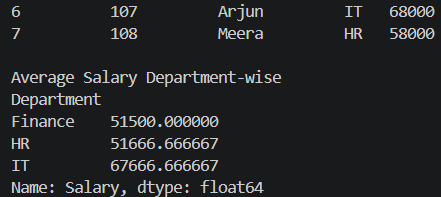 6 107 Arjun IT 68000
7 108 Meera HR 58000
Average Salary Department-wise
Department
Finance 51500.000000
HR 51666.666667
IT 67666.666667
Name: Salary, dtype: float64